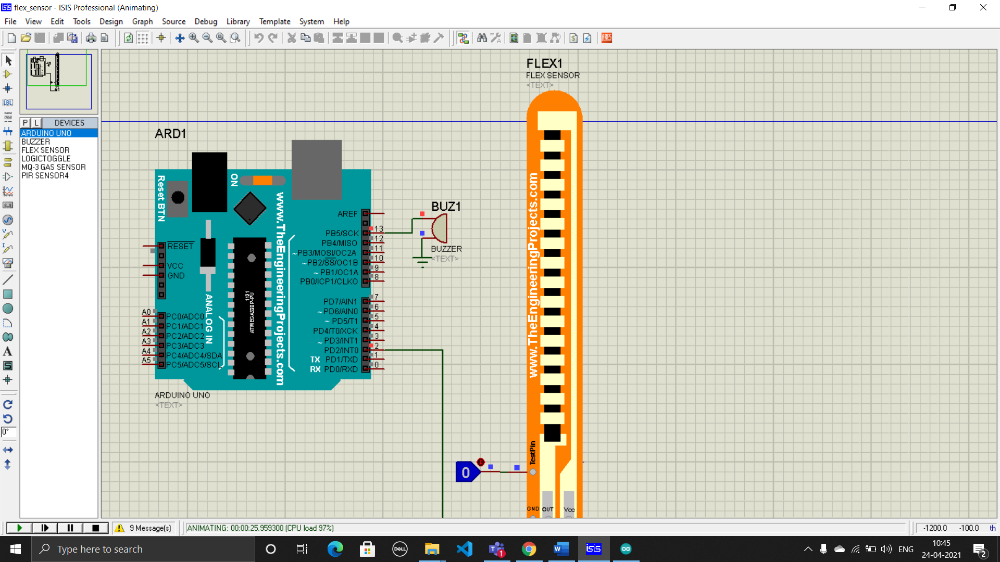 flex_sensor - ISIS Professional (Animating)
File View Edit Tools Design Graph Source Debug Library Template System Help
ARES
LBL
P L DEVICES
ARDUINO UNO
BUZZER
FLEX SENSOR
LOGICTOGGLE
MQ-3 GAS SENSOR
PIR SENSOR4
A
S
0°
FLEX1
FLEX SENSOR
<TEXT>
ARD1
Reset BTN
ON
www.TheEngineeringProjects.com
AREF
PB5/SCK 13
PB4/MISO 12
~PB3/MOSI/OC2A 11
~PB2/SS/OC1B 10
~PB1/OC1A 9
PB0/ICP1/CLKO 8
PD7/AIN1 7
~PD6/AIN0 6
~PD5/T1 5
PD4/T0/XCK 4
~PD3/INT1 3
PD2/INT0 2
TX PD1/TXD 1
RX PD0/RXD 0
RESET
VCC
GND
ANALOG IN
1121
ATMEGA328P-PU
A0 PC0/ADC0
A1 PC1/ADC1
A2 PC2/ADC2
A3 PC3/ADC3
A4 PC4/ADC4/SDA
A5 PC5/ADC5/SCL
ARDUINO UNO
<TEXT>
BUZ1
BUZZER
<TEXT>
www.TheEngineeringProjects.com
TestPin
0
GND OUT Vcc
9 Message(s)
ANIMATING: 00:00:25.959300 (CPU load 97%)
-1200.0 -100.0 th
Type here to search
DELL
T 1
W
isis
ENG
10:45
24-04-2021
2